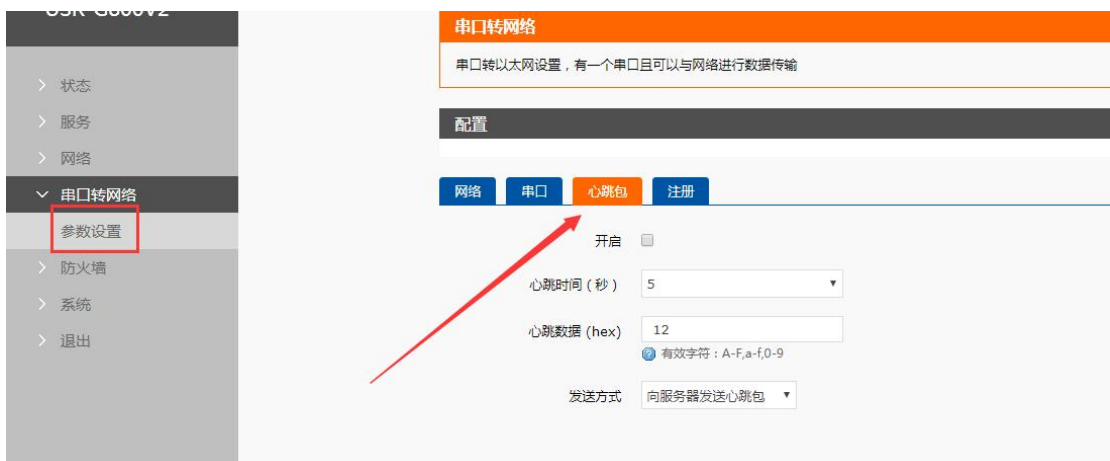 串口转网络
串口转以太网设置，有一个串口且可以与网络进行数据传输
状态
服务
网络
串口转网络
参数设置
防火墙
系统
退出
配置
网络 串口 心跳包 注册
开启
心跳时间（秒） 5
心跳数据 (hex) 12
有效字符：A-F,a-f,0-9
发送方式 向服务器发送心跳包